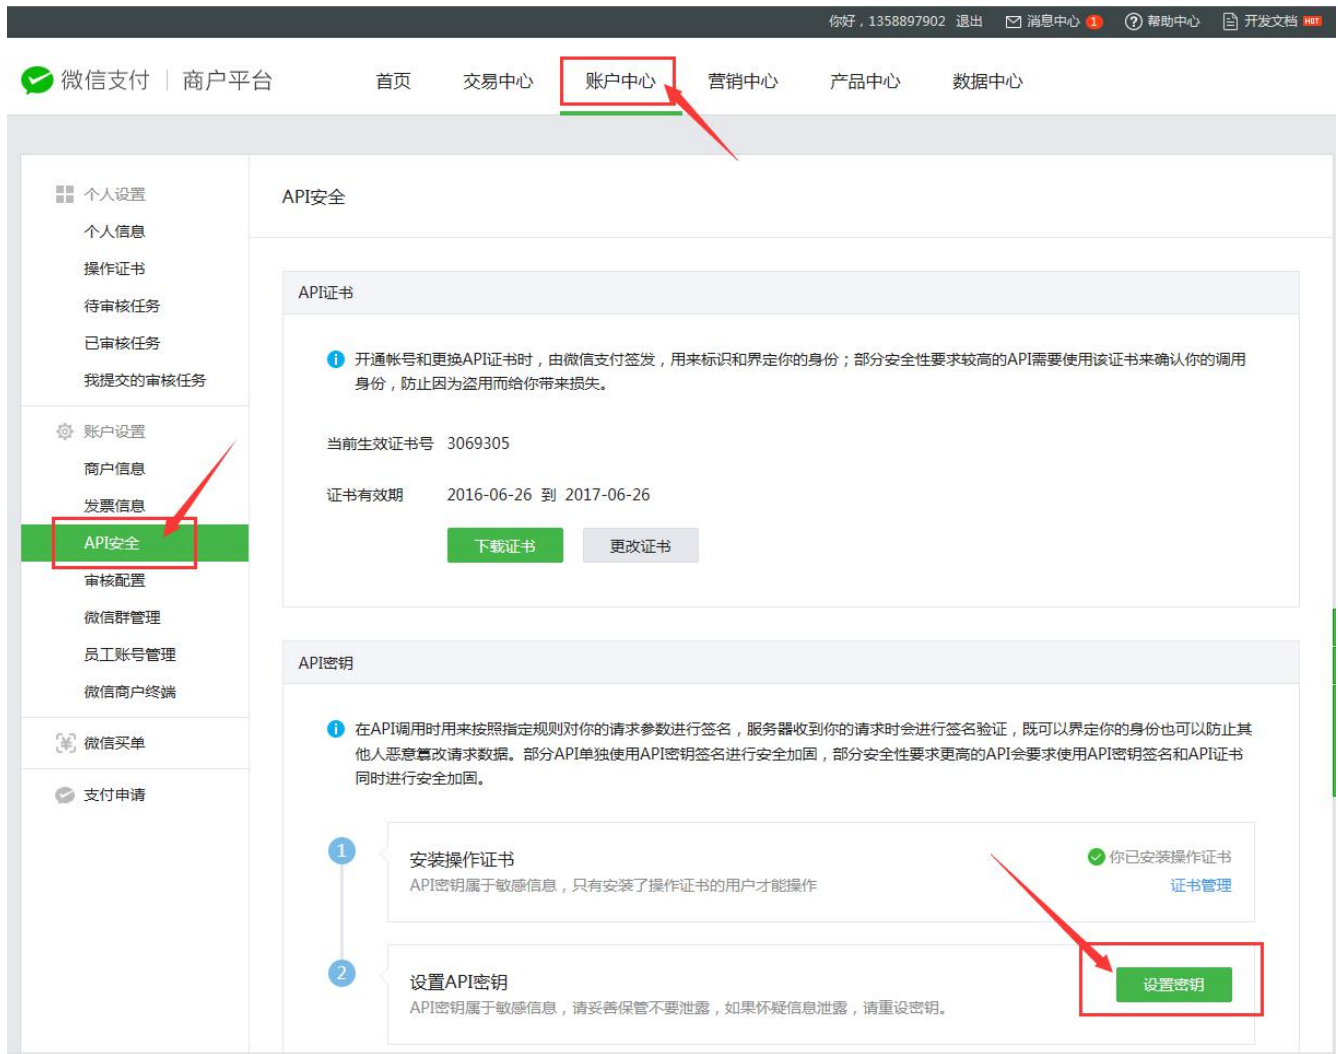 你好，1358897902 退出 消息中心 1 帮助中心 开发文档 HOT
微信支付 | 商户平台 首页 交易中心 账户中心 营销中心 产品中心 数据中心
个人设置
个人信息
操作证书
待审核任务
已审核任务
我提交的审核任务
账户设置
商户信息
发票信息
API安全
审核配置
微信群管理
员工账号管理
微信商户终端
微信买单
支付申请
API安全
API证书
开通帐号和更换API证书时，由微信支付签发，用来标识和界定你的身份；部分安全性要求较高的API需要使用该证书来确认你的调用
身份，防止因为盗用而给你带来损失。
当前生效证书号 3069305
证书有效期 2016-06-26 到 2017-06-26
下载证书 更改证书
API密钥
在API调用时用来按照指定规则对你的请求参数进行签名，服务器收到你的请求时会进行签名验证，既可以界定你的身份也可以防止其
他人恶意篡改请求数据。部分API单独使用API密钥签名进行安全加固，部分安全性要求更高的API会要求使用API密钥签名和API证书
同时进行安全加固。
1 安装操作证书 你已安装操作证书
API密钥属于敏感信息，只有安装了操作证书的用户才能操作 证书管理
2 设置API密钥 设置密钥
API密钥属于敏感信息，请妥善保管不要泄露，如果怀疑信息泄露，请重设密钥。